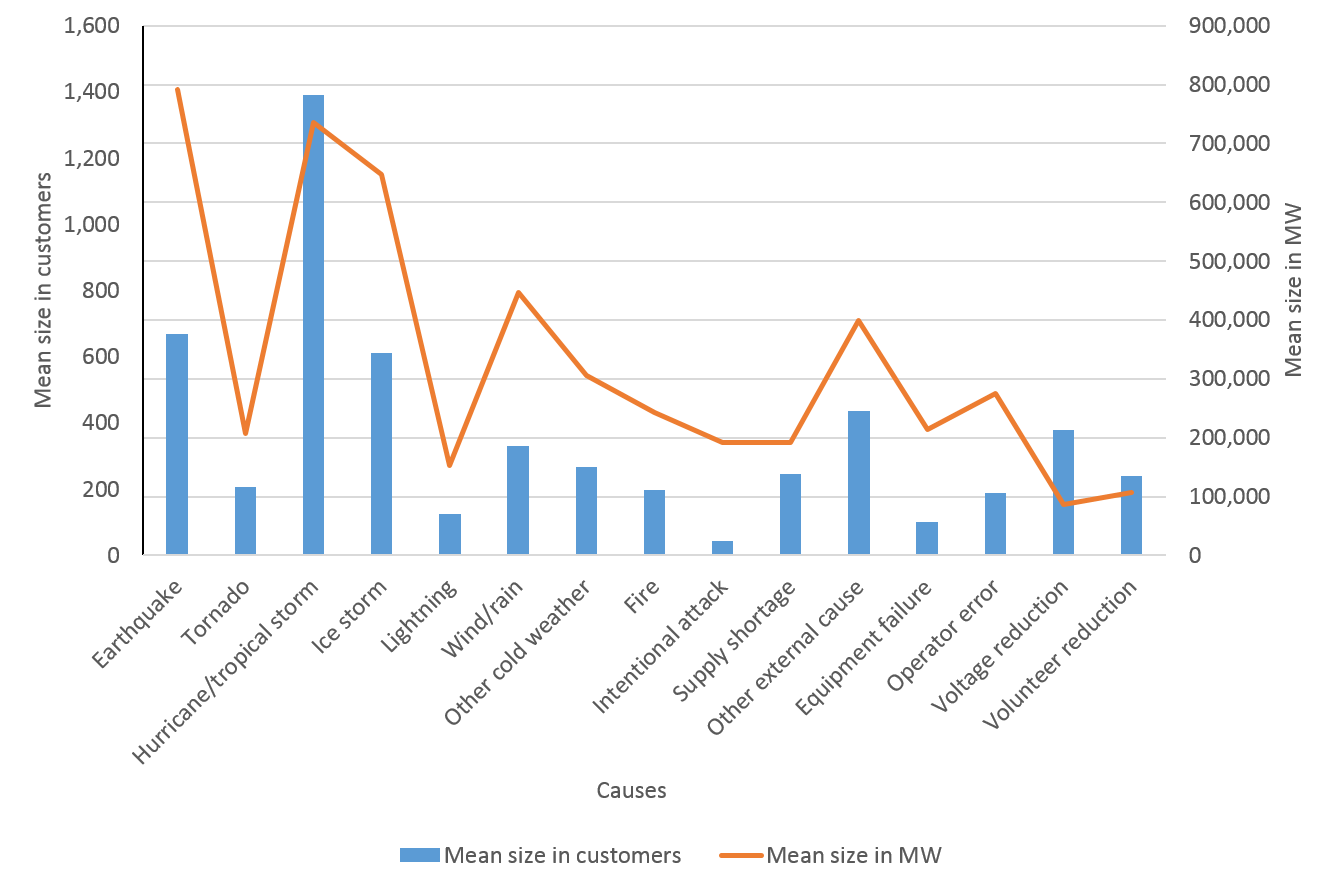 1,600
1,400
1,200
1,000
800
600
400
200
0
Mean size in customers
900,000
800,000
700,000
600,000
500,000
400,000
300,000
200,000
100,000
0
Mean size in MW
Earthquake
Tornado
Hurricane/tropical storm
Ice storm
Lightning
Wind/rain
Other cold weather
Fire
Intentional attack
Supply shortage
Other external cause
Equipment failure
Operator error
Voltage reduction
Volunteer reduction
Causes
Mean size in customers
Mean size in MW